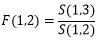 F(1,2) = S(1,3) / S(1,2)